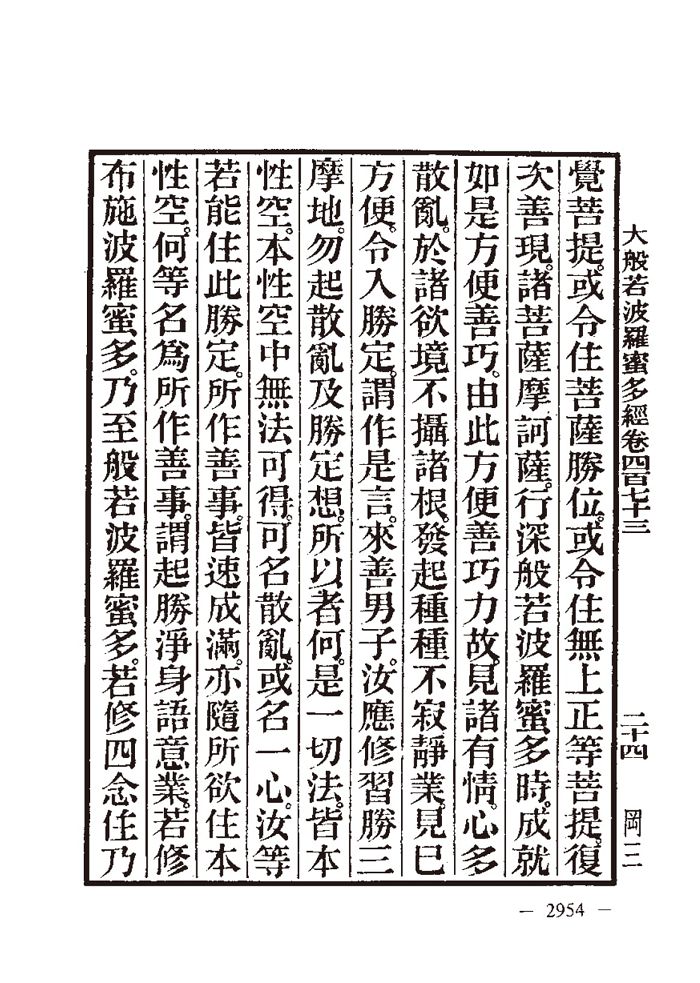 大般若波羅蜜多經卷四百七十三
二十四
岡三
覺菩提。或令住菩薩勝位。或令住無上正等菩提。復
次善現。諸菩薩摩訶薩。行深般若波羅蜜多時。成就
如是方便善巧。由此方便善巧力故。見諸有情。心多
散亂。於諸欲境不攝諸根。發起種種不寂靜業。見已
方便。令入勝定。謂作是言。來善男子。汝應修習勝三
摩地。勿起散亂及勝定想。所以者何。是一切法。皆本
性空。本性空中無法可得。可名散亂。或名一心。汝等
若能住此勝定。所作善事。皆速成滿。亦隨所欲住本
性空。何等名爲所作善事。謂起勝淨身語意業。若修
布施波羅蜜多。乃至般若波羅蜜多。若修四念住乃
— 2954 —